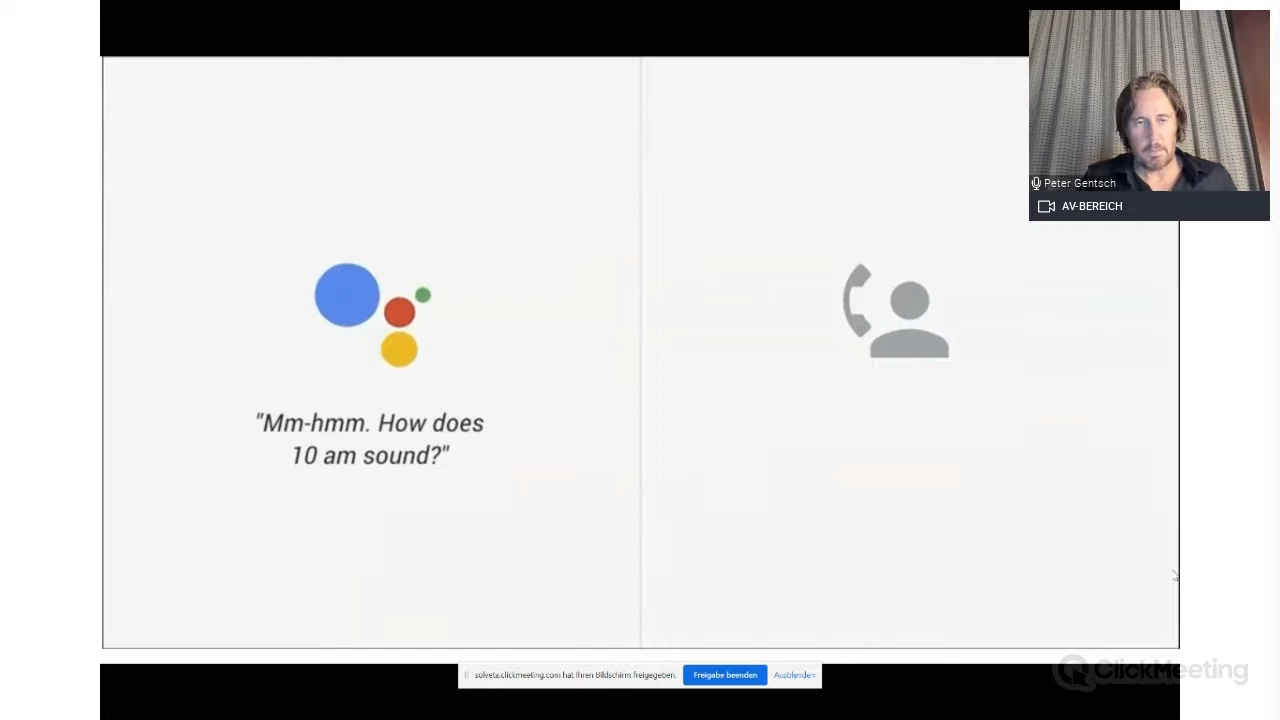 Peter Gentsch
AV-BEREICH
"Mm-hmm. How does
10 am sound?"
solveta.clickmeeting.com hat Ihren Bildschirm freigegeben.
Freigabe beenden
Ausblenden
ClickMeeting